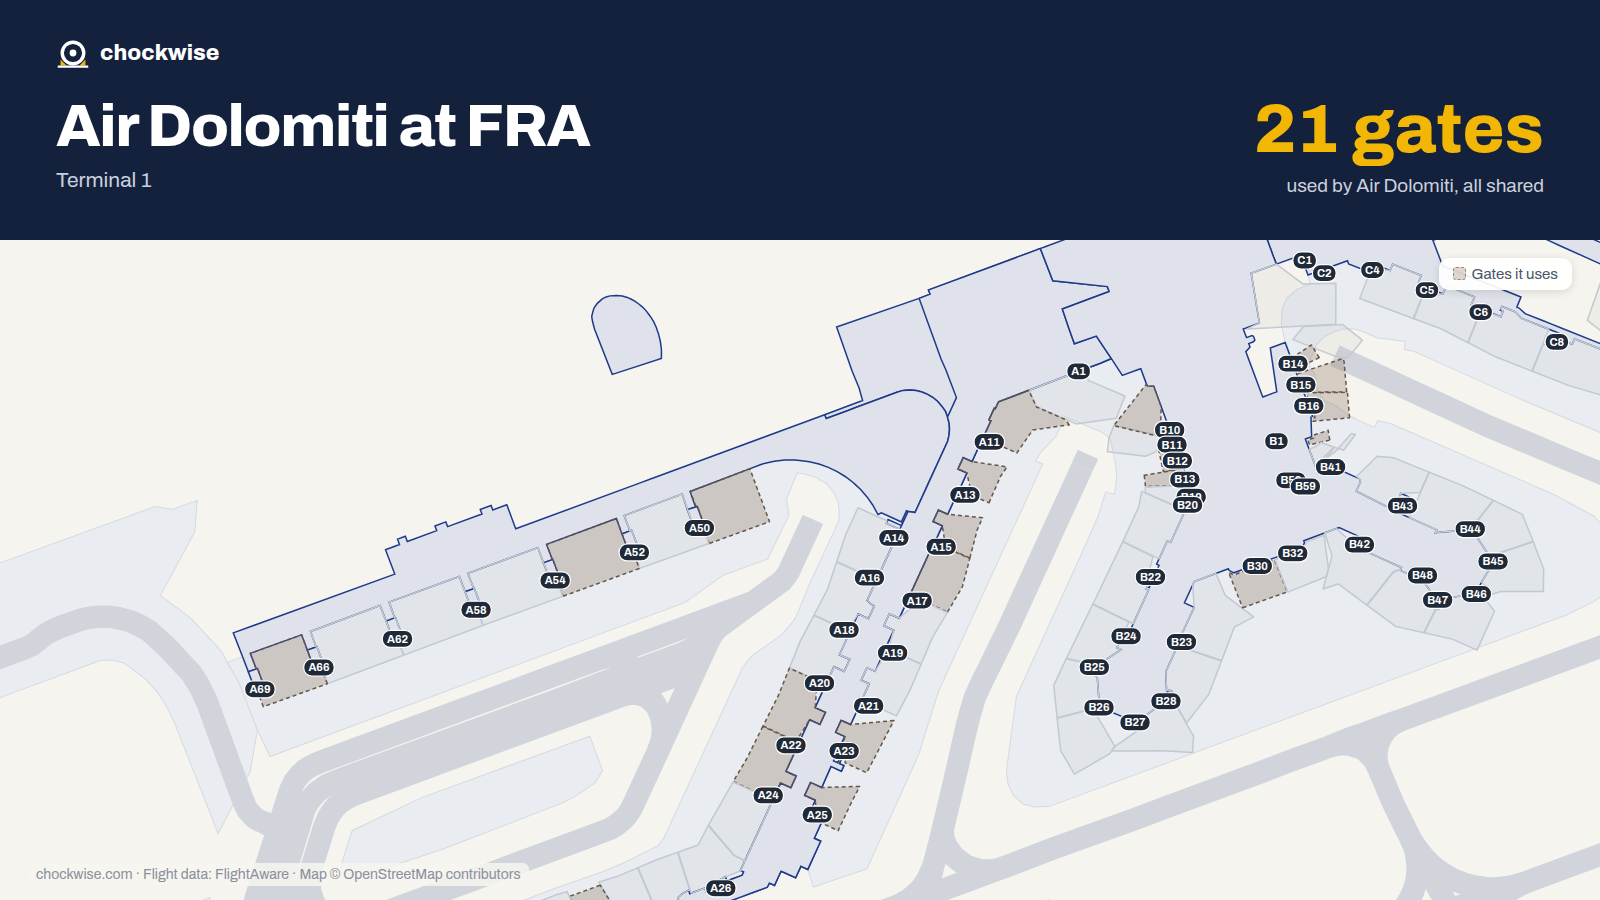 chockwise
Air Dolomiti at FRA
Terminal 1
21 gates
used by Air Dolomiti, all shared
Gates it uses
C1
C2
C4
C5
C6
C8
B14
B15
B16
A1
B10
B11
B12
B13
B20
B1
B41
B59
B43
B44
B45
B46
B42
B48
B47
B32
B30
B22
B24
B23
B25
B26
B27
B28
A11
A13
A14
A15
A16
A17
A18
A19
A20
A21
A22
A23
A24
A25
A26
A50
A52
A54
A58
A62
A66
A69
chockwise.com · Flight data: FlightAware · Map © OpenStreetMap contributors